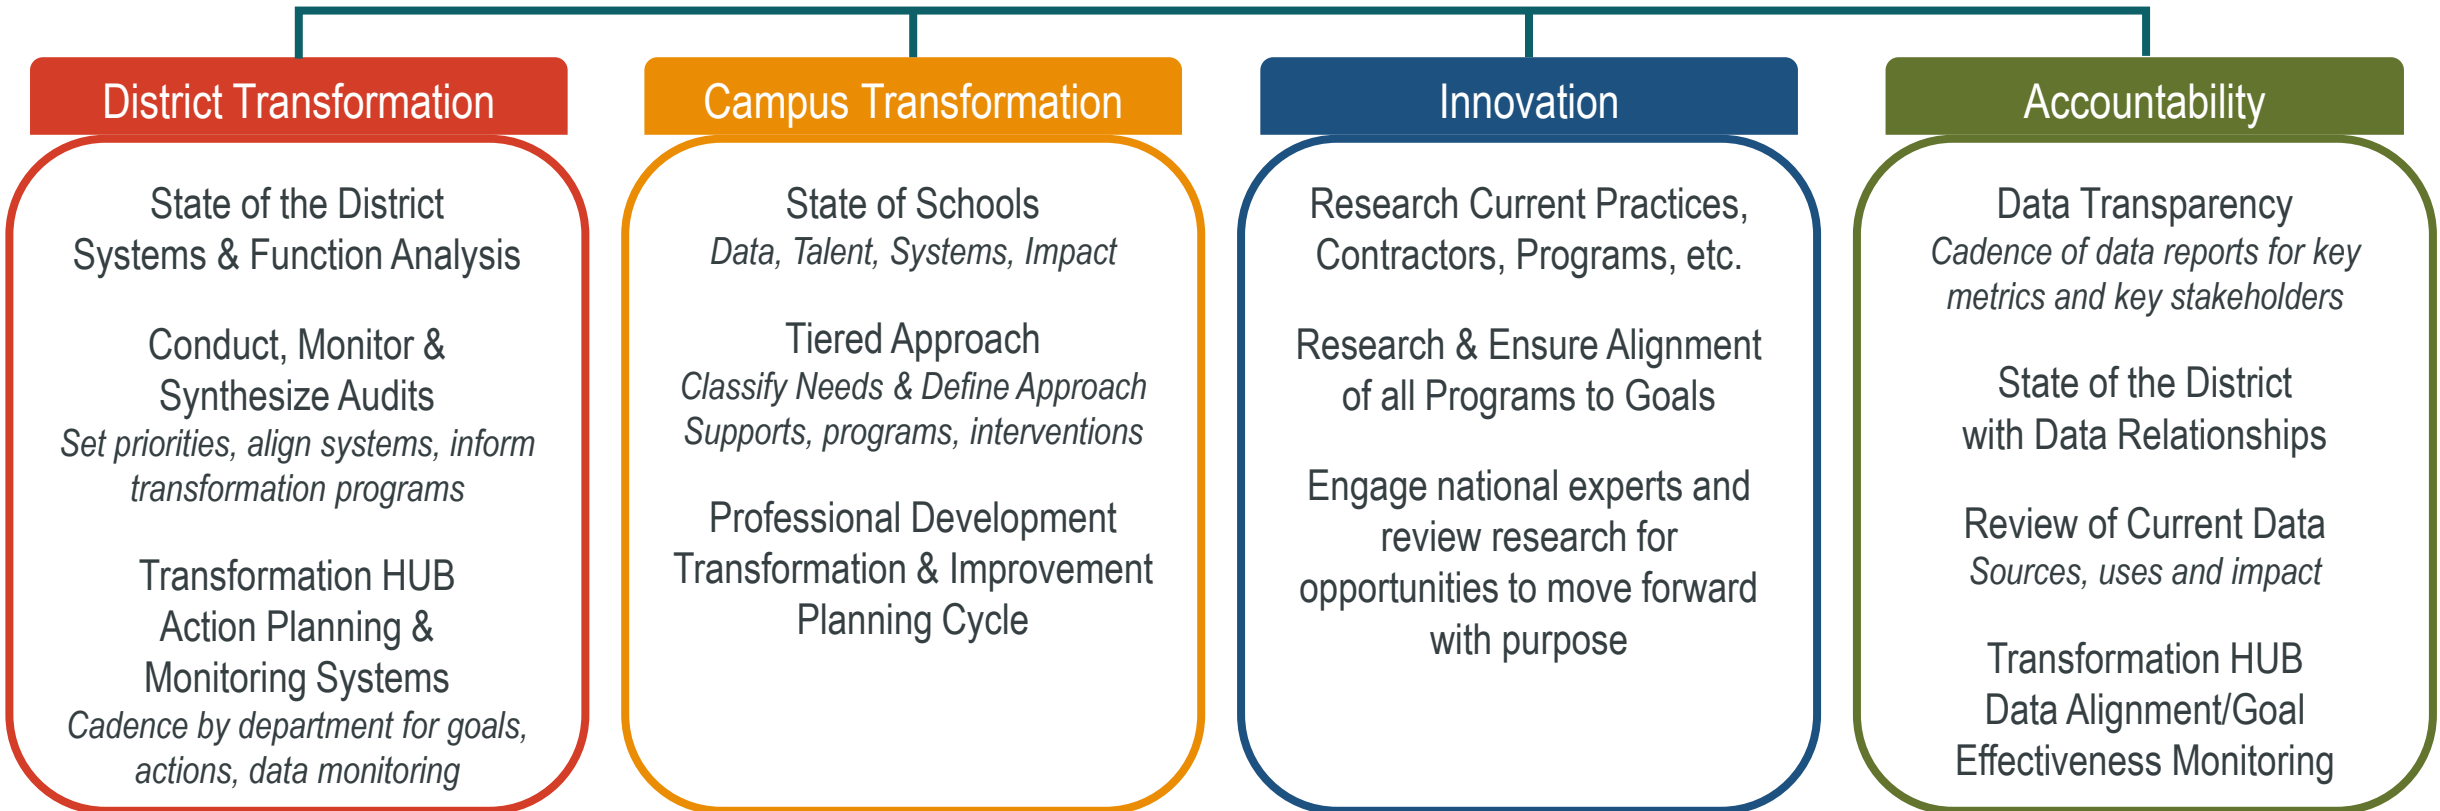 District Transformation
State of the District
Systems & Function Analysis
Conduct, Monitor &
Synthesize Audits
Set priorities, align systems, inform
transformation programs
Transformation HUB
Action Planning &
Monitoring Systems
Cadence by department for goals,
actions, data monitoring
Campus Transformation
State of Schools
Data, Talent, Systems, Impact
Tiered Approach
Classify Needs & Define Approach
Supports, programs, interventions
Professional Development
Transformation & Improvement
Planning Cycle
Innovation
Research Current Practices,
Contractors, Programs, etc.
Research & Ensure Alignment
of all Programs to Goals
Engage national experts and
review research for
opportunities to move forward
with purpose
Accountability
Data Transparency
Cadence of data reports for key
metrics and key stakeholders
State of the District
with Data Relationships
Review of Current Data
Sources, uses and impact
Transformation HUB
Data Alignment/Goal
Effectiveness Monitoring